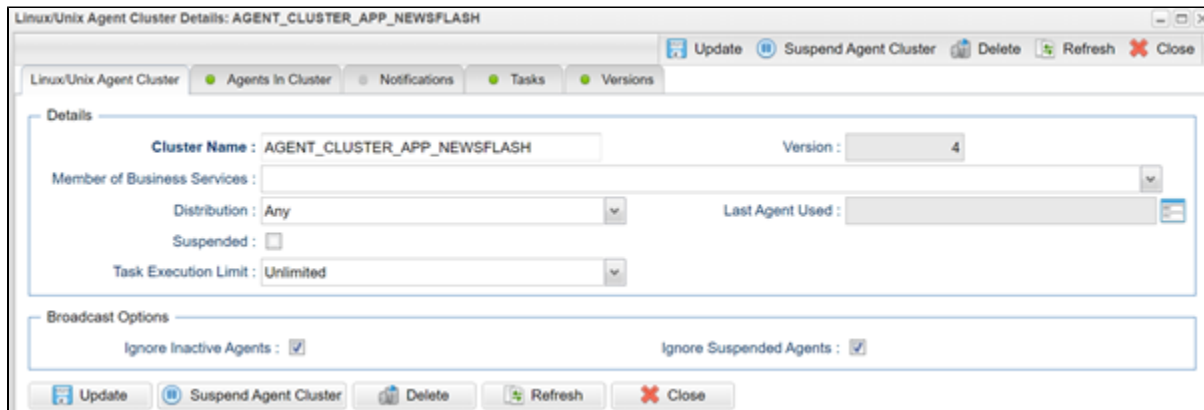 Linux/Unix Agent Cluster Details: AGENT_CLUSTER_APP_NEWSFLASH
Update Suspend Agent Cluster Delete Refresh Close
Linux/Unix Agent Cluster Agents In Cluster Notifications Tasks Versions
Details
Cluster Name : AGENT_CLUSTER_APP_NEWSFLASH Version : 4
Member of Business Services :
Distribution : Any Last Agent Used :
Suspended :
Task Execution Limit : Unlimited
Broadcast Options
Ignore Inactive Agents : Ignore Suspended Agents :
Update Suspend Agent Cluster Delete Refresh Close